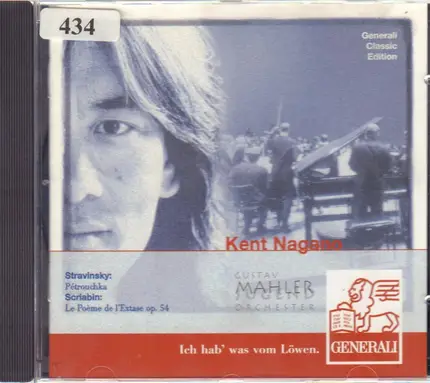 434
Generali
Classic
Edition
Kent Nagano
Stravinsky:
Pétrouchka
Scriabin:
Le Poème de l'Extase op. 54
GUSTAV
MAHLER
JUGEND
ORCHESTER
Ich hab' was vom Löwen.
GENERALI